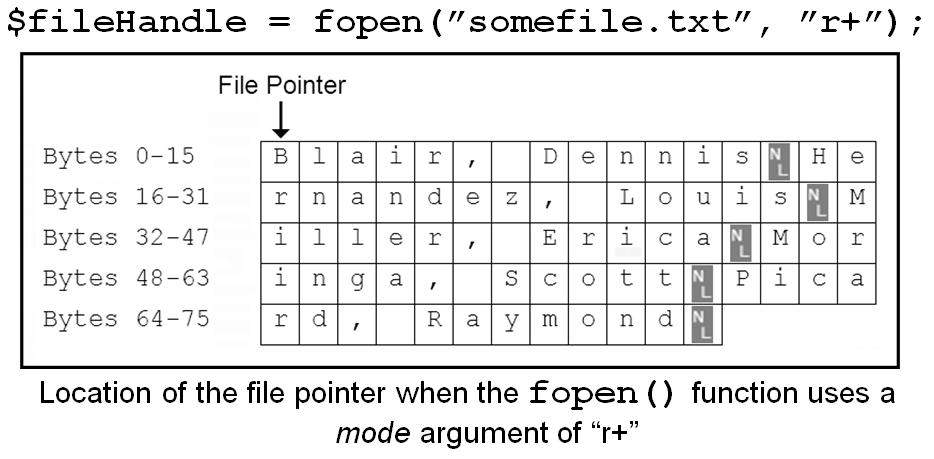 $fileHandle = fopen(”somefile.txt”, ”r+”);
File Pointer
Bytes 0-15 B l a i r , D e n n i s NL H e
Bytes 16-31 r n a n d e z , L o u i s NL M
Bytes 32-47 i l l e r , E r i c a NL M o r
Bytes 48-63 i n g a , S c o t t NL P i c a
Bytes 64-75 r d , R a y m o n d NL
Location of the file pointer when the fopen() function uses a
mode argument of “r+”